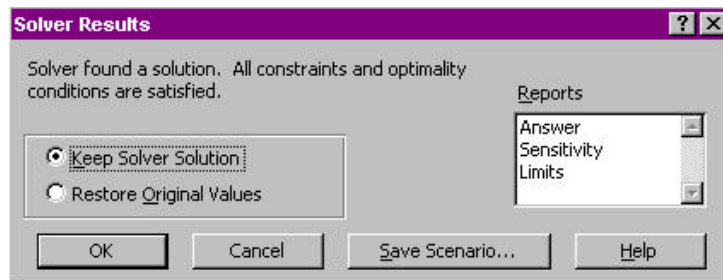 Solver Results
Solver found a solution. All constraints and optimality
conditions are satisfied.
Reports
Answer
Sensitivity
Limits
Keep Solver Solution
Restore Original Values
OK
Cancel
Save Scenario...
Help